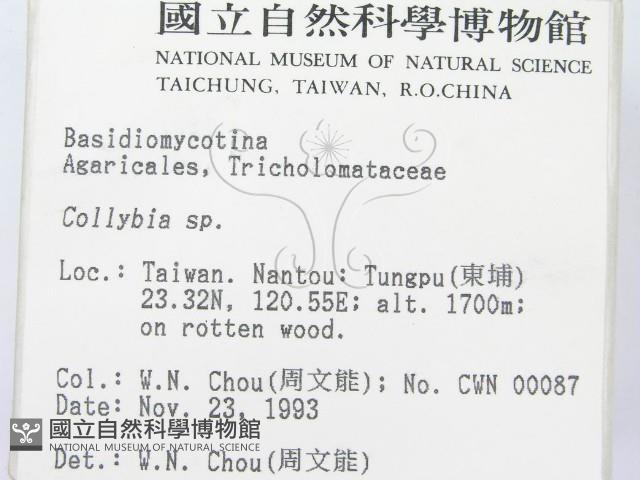 國立自然科學博物館
NATIONAL MUSEUM OF NATURAL SCIENCE
TAICHUNG, TAIWAN, R.O.CHINA
Basidiomycotina
Agaricales, Tricholomataceae
Collybia sp.
Loc.: Taiwan. Nantou: Tungpu(東埔)
23.32N, 120.55E; alt. 1700m;
on rotten wood.
Col.: W.N. Chou(周文能); No. CWN 00087
Date: Nov. 23, 1993
國立自然科學博物館
NATIONAL MUSEUM OF NATURAL SCIENCE
Det.: W.N. Chou(周文能)